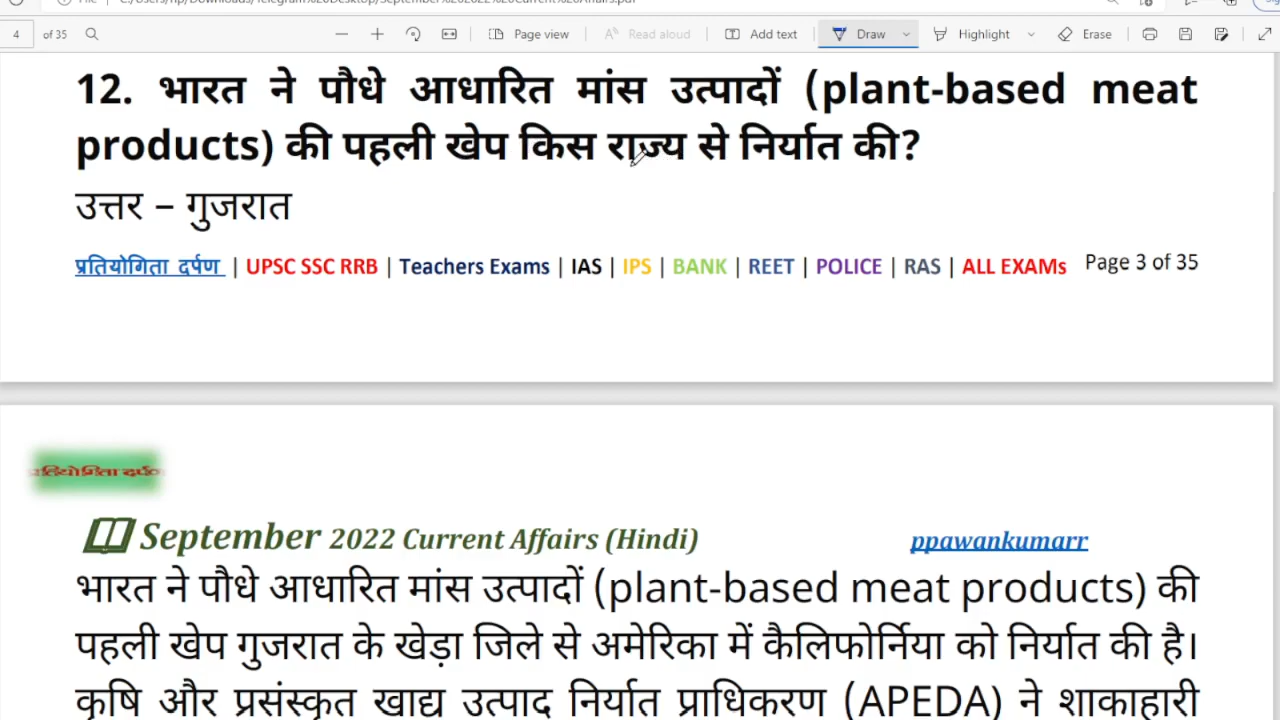 4 of 35
Page view
Read aloud
Add text
Draw
Highlight
Erase
12. भारत ने पौधे आधारित मांस उत्पादों (plant-based meat
products) की पहली खेप किस राज्य से निर्यात की?
उत्तर – गुजरात
प्रतियोगिता दर्पण | UPSC SSC RRB | Teachers Exams | IAS | IPS | BANK | REET | POLICE | RAS | ALL EXAMs Page 3 of 35
प्रतियोगिता दर्पण
September 2022 Current Affairs (Hindi) ppawankumarr
भारत ने पौधे आधारित मांस उत्पादों (plant-based meat products) की
पहली खेप गुजरात के खेड़ा जिले से अमेरिका में कैलिफोर्निया को निर्यात की है।
कृषि और प्रसंस्कृत खाद्य उत्पाद निर्यात प्राधिकरण (APEDA) ने शाकाहारी